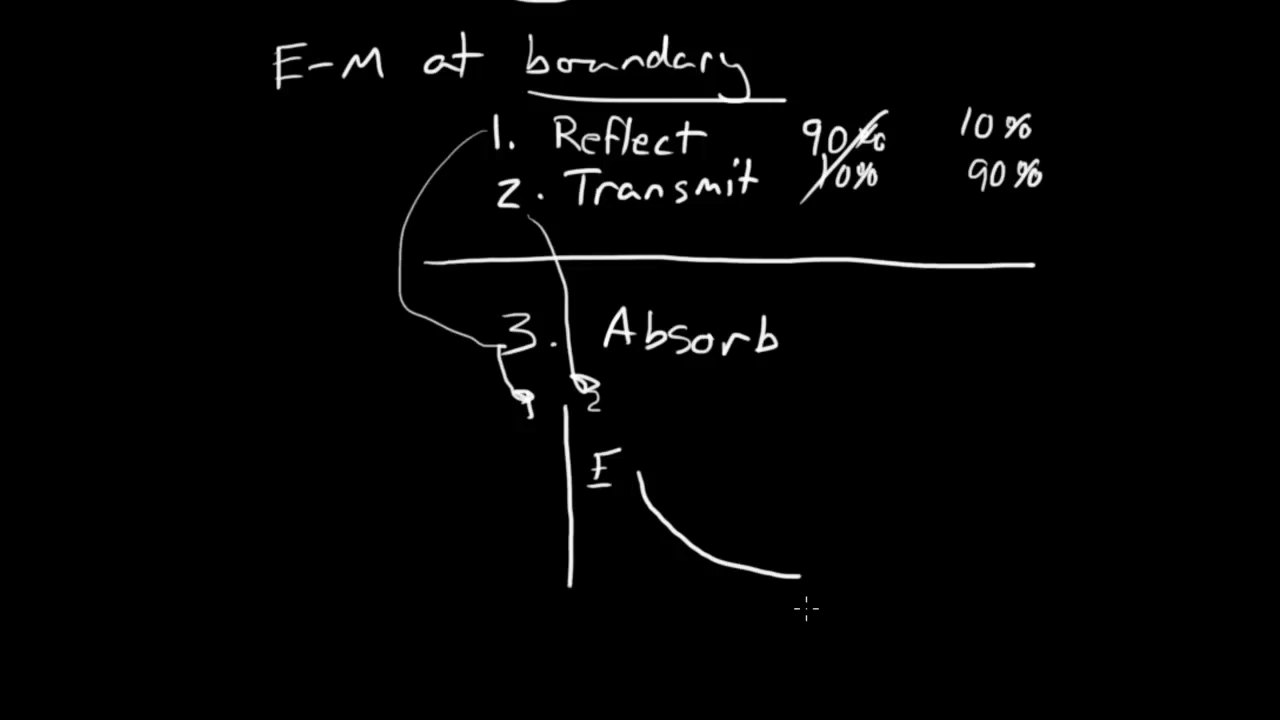 E-M at boundary
1. Reflect 90% 10%
2. Transmit 10% 90%
3. Absorb
1 2
E